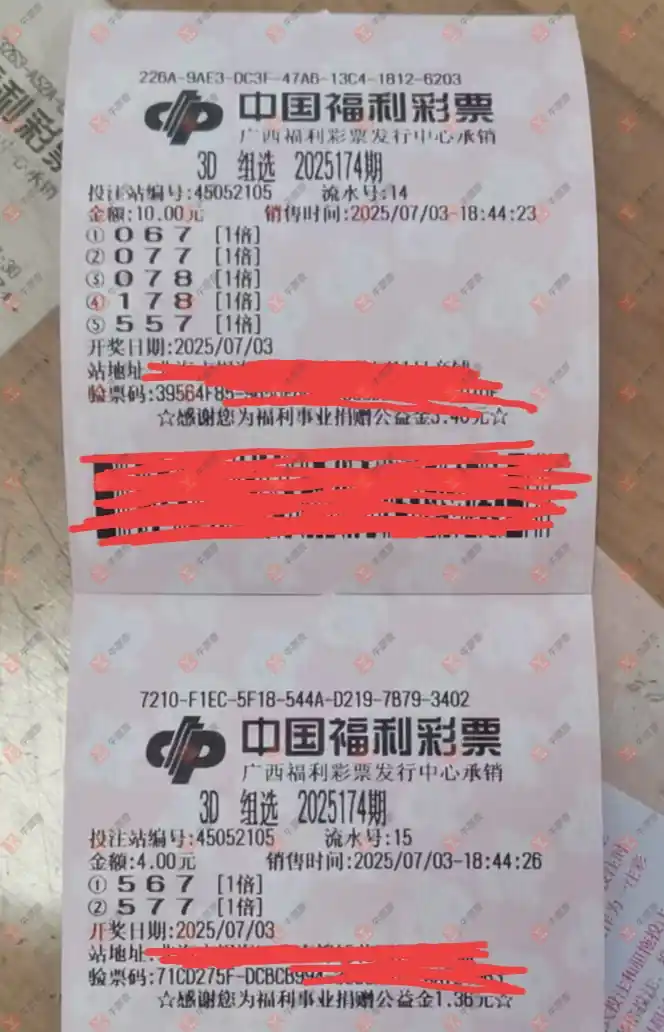 226A-9AE3-DC3F-47A6-13C4-1812-6203
中国福利彩票
广西福利彩票发行中心承销
3D 组选 2025174期
投注站编号:45052105 流水号:14
金额:10.00元 销售时间:2025/07/03-18:44:23
① 0 6 7 [1倍]
② 0 7 7 [1倍]
③ 0 7 8 [1倍]
④ 1 7 8 [1倍]
⑤ 5 5 7 [1倍]
开奖日期:2025/07/03
站地址
验票码:39564F85-
☆感谢您为福利事业捐赠公益金3.40元☆
7210-F1EC-5F18-544A-D219-7B79-3402
中国福利彩票
广西福利彩票发行中心承销
3D 组选 2025174期
投注站编号:45052105 流水号:15
金额:4.00元 销售时间:2025/07/03-18:44:26
① 5 6 7 [1倍]
② 5 7 7 [1倍]
开奖日期:2025/07/03
站地址:
验票码:71CD275F-DCBCB994
☆感谢您为福利事业捐赠公益金1.36元☆